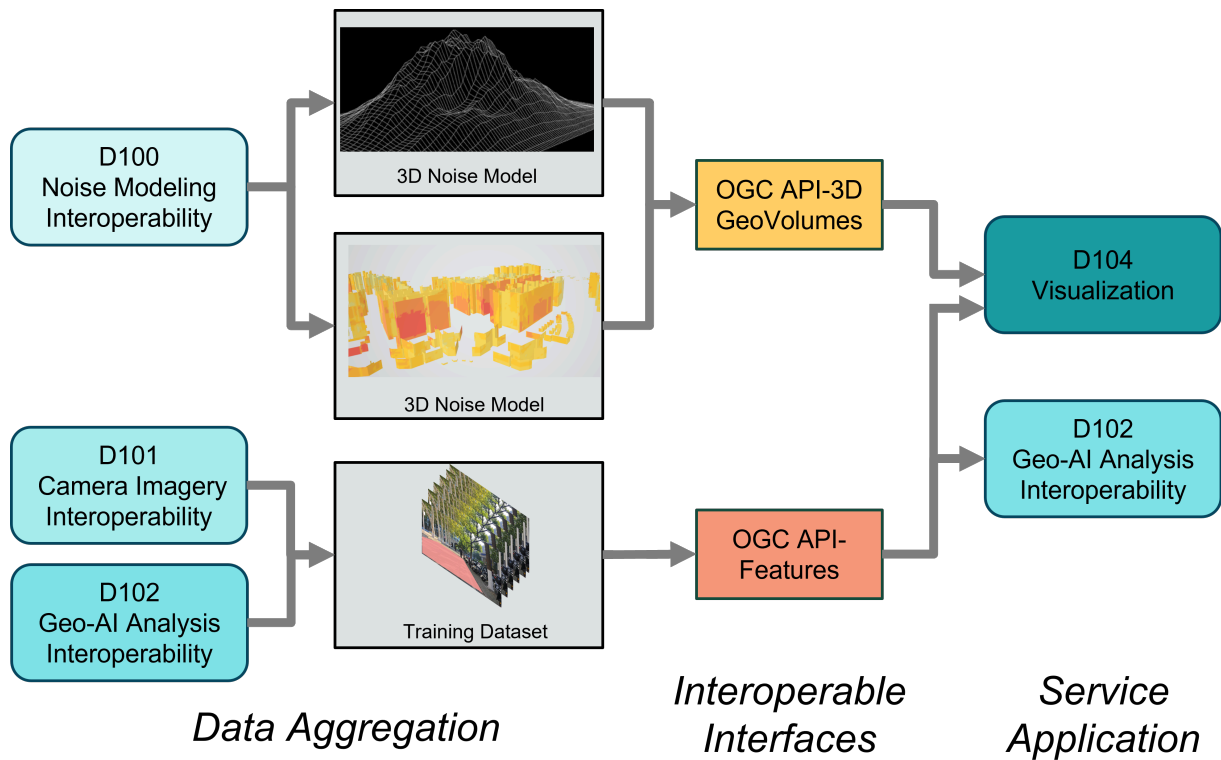 D100
Noise Modeling
Interoperability
3D Noise Model
3D Noise Model
D101
Camera Imagery
Interoperability
D102
Geo-AI Analysis
Interoperability
Training Dataset
OGC API-3D
GeoVolumes
OGC API-
Features
D104
Visualization
D102
Geo-AI Analysis
Interoperability
Data Aggregation
Interoperable
Interfaces
Service
Application